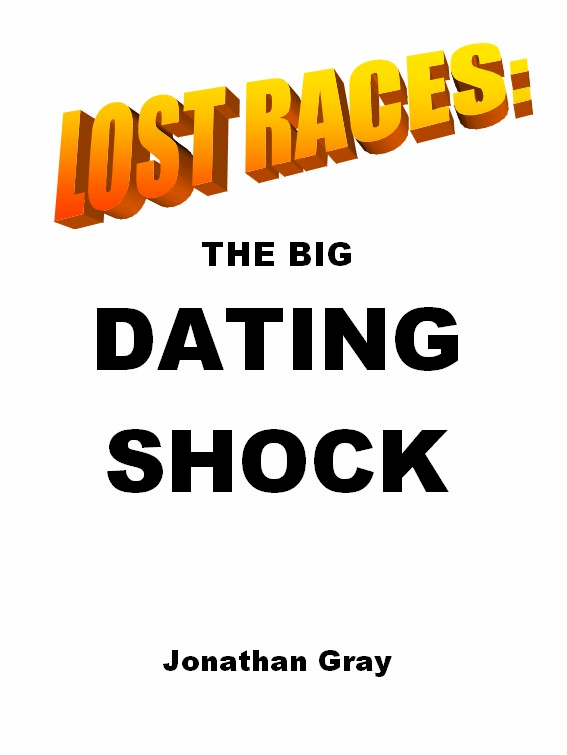 LOST RACES:
THE BIG
DATING
SHOCK
Jonathan Gray